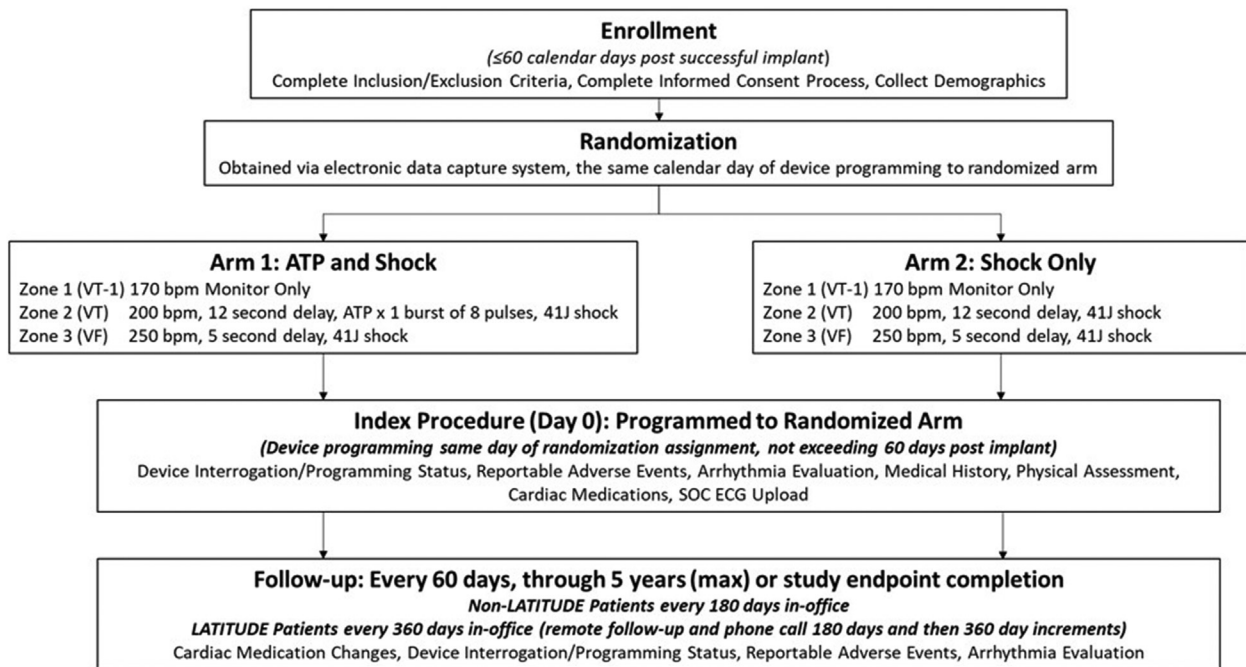 Enrollment
(≤60 calendar days post successful implant)
Complete Inclusion/Exclusion Criteria, Complete Informed Consent Process, Collect Demographics
Randomization
Obtained via electronic data capture system, the same calendar day of device programming to randomized arm
Arm 1: ATP and Shock
Zone 1 (VT-1) 170 bpm Monitor Only
Zone 2 (VT) 200 bpm, 12 second delay, ATP x 1 burst of 8 pulses, 41J shock
Zone 3 (VF) 250 bpm, 5 second delay, 41J shock
Arm 2: Shock Only
Zone 1 (VT-1) 170 bpm Monitor Only
Zone 2 (VT) 200 bpm, 12 second delay, 41J shock
Zone 3 (VF) 250 bpm, 5 second delay, 41J shock
Index Procedure (Day 0): Programmed to Randomized Arm
(Device programming same day of randomization assignment, not exceeding 60 days post implant)
Device Interrogation/Programming Status, Reportable Adverse Events, Arrhythmia Evaluation, Medical History, Physical Assessment,
Cardiac Medications, SOC ECG Upload
Follow-up: Every 60 days, through 5 years (max) or study endpoint completion
Non-LATITUDE Patients every 180 days in-office
LATITUDE Patients every 360 days in-office (remote follow-up and phone call 180 days and then 360 day increments)
Cardiac Medication Changes, Device Interrogation/Programming Status, Reportable Adverse Events, Arrhythmia Evaluation